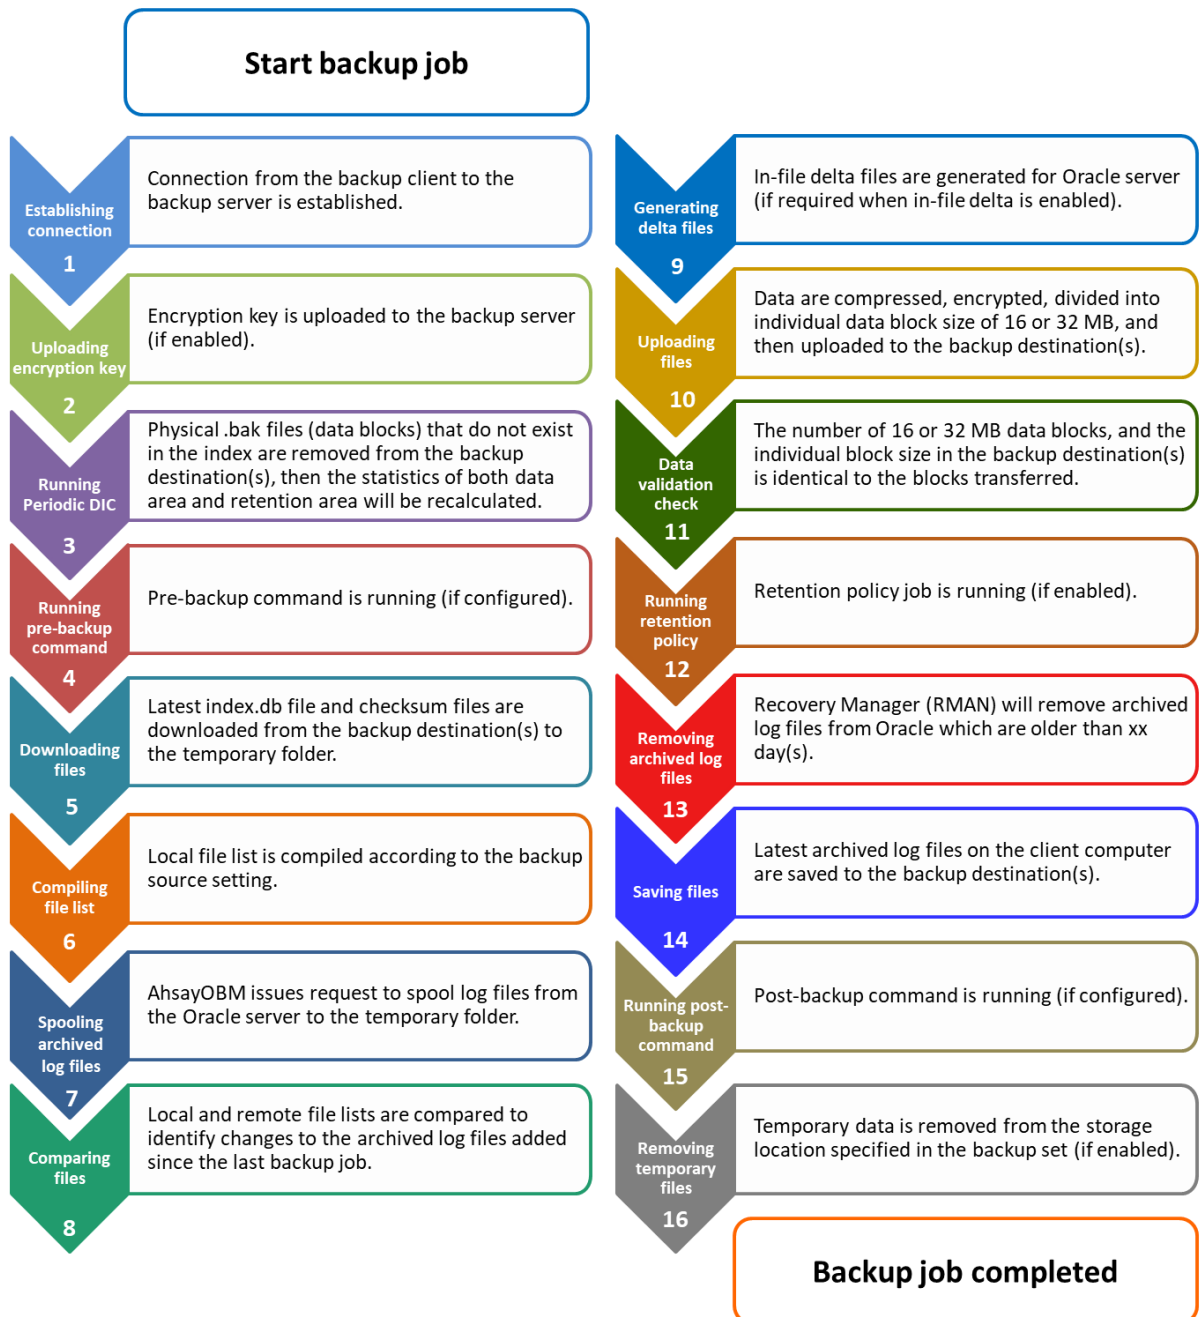 Start backup job
Establishing
connection
1
Connection from the backup client to the
backup server is established.
Uploading
encryption key
2
Encryption key is uploaded to the backup server
(if enabled).
Running
Periodic DIC
3
Physical .bak files (data blocks) that do not exist
in the index are removed from the backup
destination(s), then the statistics of both data
area and retention area will be recalculated.
Running
pre-backup
command
4
Pre-backup command is running (if configured).
Downloading
files
5
Latest index.db file and checksum files are
downloaded from the backup destination(s) to
the temporary folder.
Compiling
file list
6
Local file list is compiled according to the backup
source setting.
Spooling
archived
log files
7
AhsayOBM issues request to spool log files from
the Oracle server to the temporary folder.
Comparing
files
8
Local and remote file lists are compared to
identify changes to the archived log files added
since the last backup job.
Generating
delta files
9
In-file delta files are generated for Oracle server
(if required when in-file delta is enabled).
Uploading
files
10
Data are compressed, encrypted, divided into
individual data block size of 16 or 32 MB, and
then uploaded to the backup destination(s).
Data
validation
check
11
The number of 16 or 32 MB data blocks, and the
individual block size in the backup destination(s)
is identical to the blocks transferred.
Running
retention
policy
12
Retention policy job is running (if enabled).
Removing
archived log
files
13
Recovery Manager (RMAN) will remove archived
log files from Oracle which are older than xx
day(s).
Saving files
14
Latest archived log files on the client computer
are saved to the backup destination(s).
Running post-
backup
command
15
Post-backup command is running (if configured).
Removing
temporary
files
16
Temporary data is removed from the storage
location specified in the backup set (if enabled).
Backup job completed